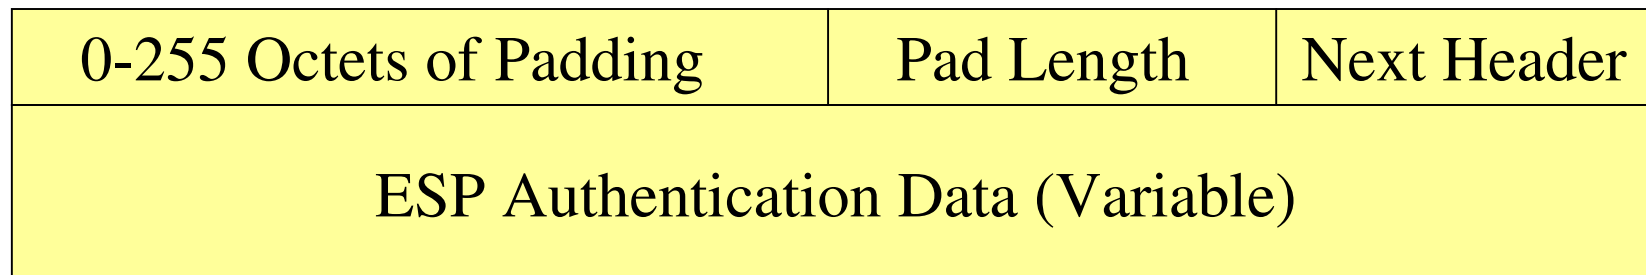 0-255 Octets of Padding Pad Length Next Header
ESP Authentication Data (Variable)